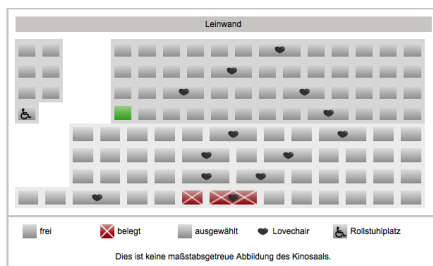 Leinwand
frei belegt ausgewählt Lovechair Rollstuhlplatz
Dies ist keine maßstabsgetreue Abbildung des Kinosaals.